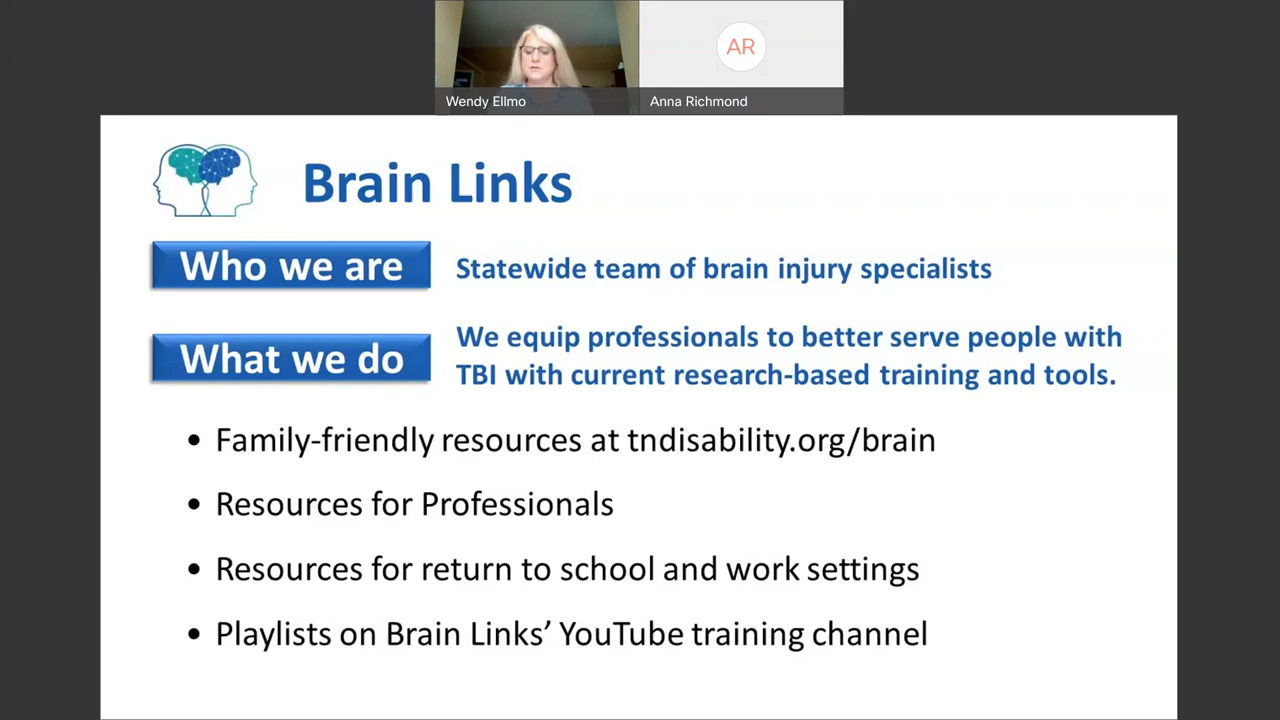 AR
Wendy Ellmo
Anna Richmond
Brain Links
Who we are
Statewide team of brain injury specialists
What we do
We equip professionals to better serve people with
TBI with current research-based training and tools.
• Family-friendly resources at tndisability.org/brain
• Resources for Professionals
• Resources for return to school and work settings
• Playlists on Brain Links’ YouTube training channel